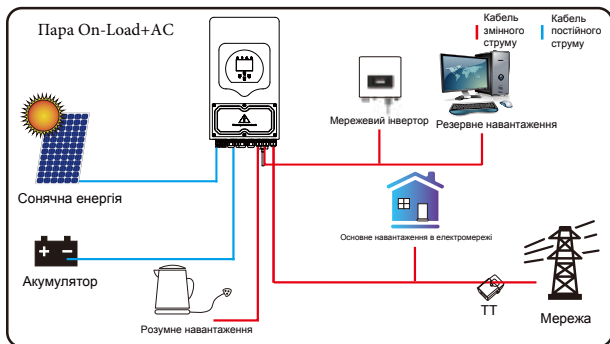 Пара On-Load+AC
Кабель
змінного
струму
Кабель
постійного
струму
Мережевий інвертор
Резервне навантаження
Сонячна енергія
Основне навантаження в електромережі
Акумулятор
ТТ
Мережа
Розумне навантаження